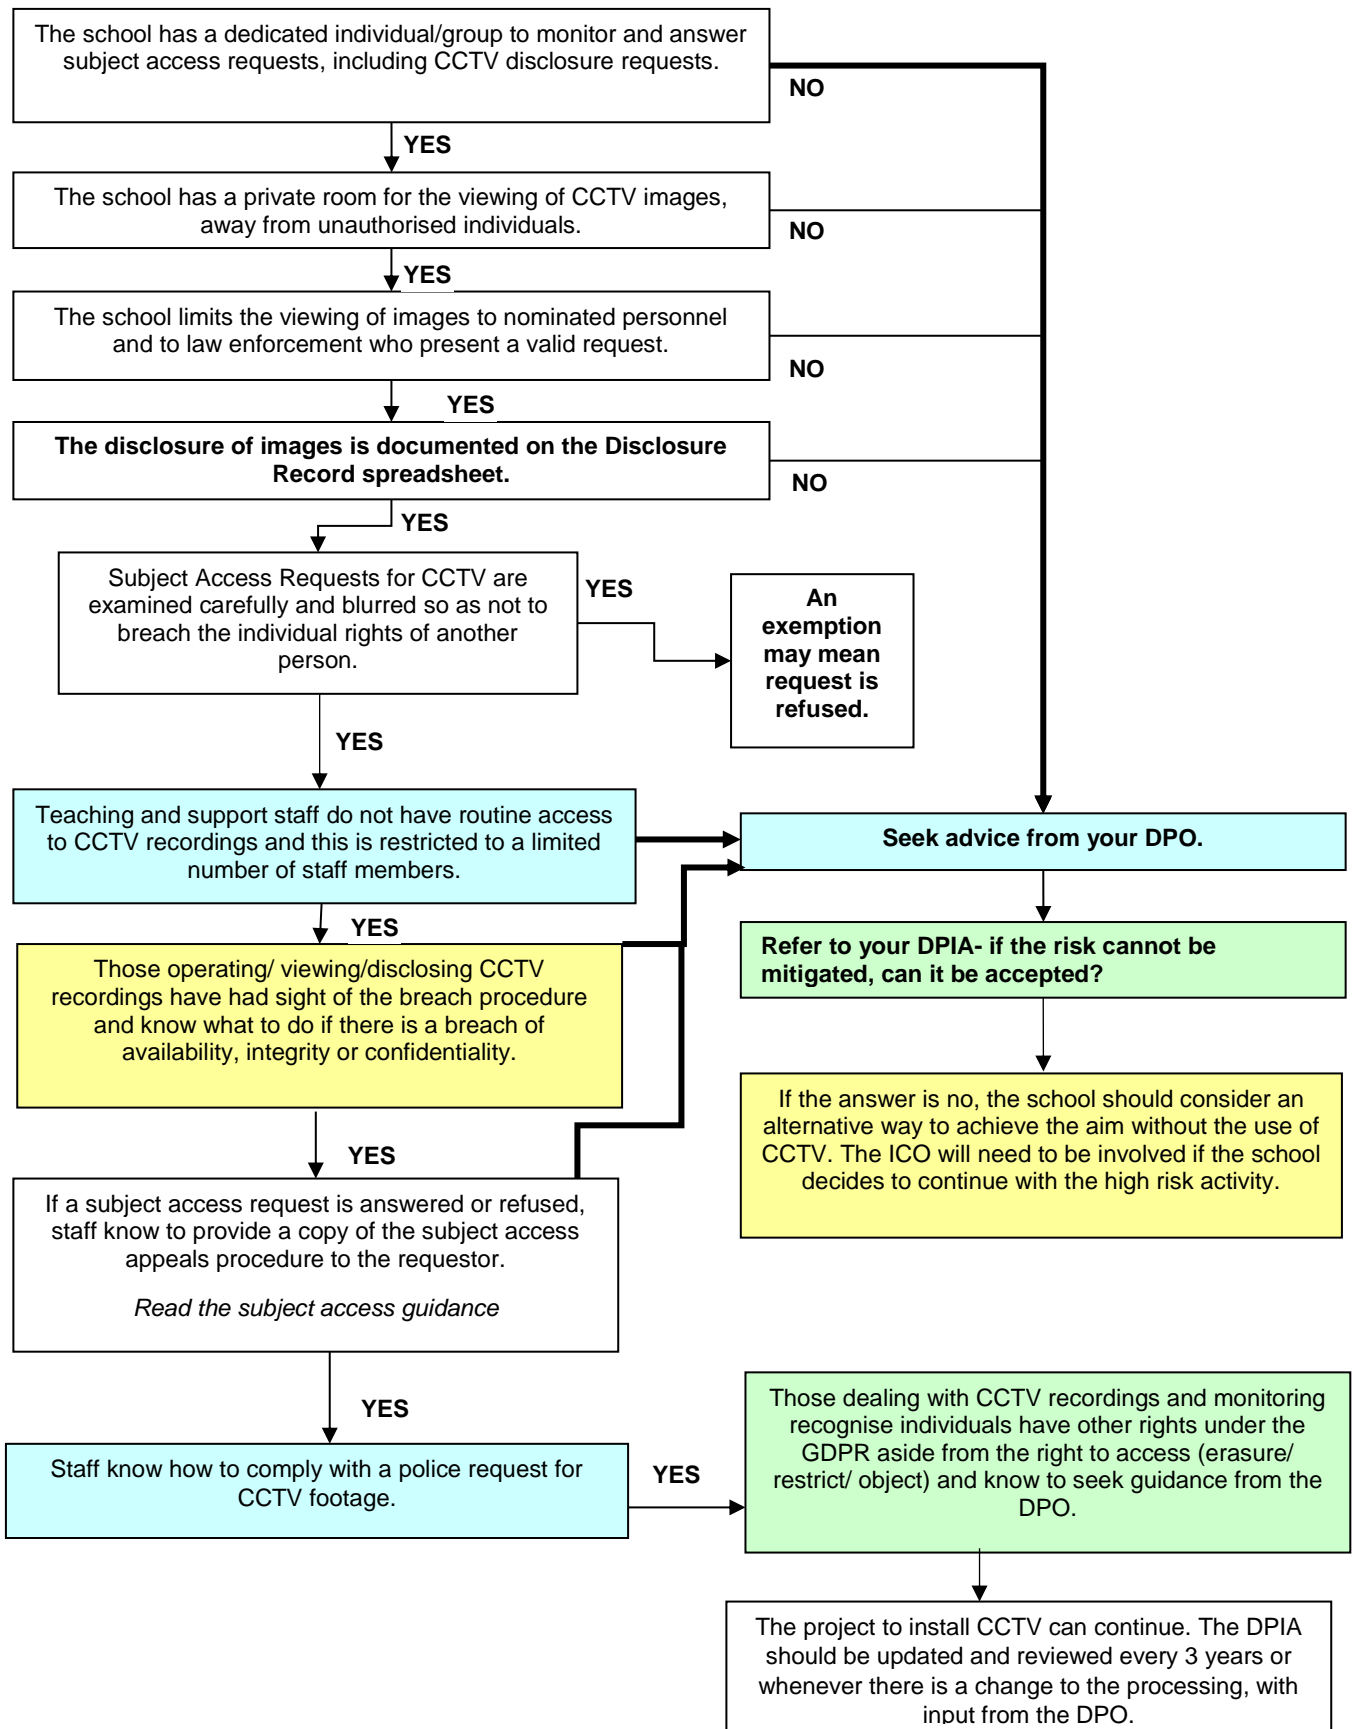 The school has a dedicated individual/group to monitor and answer
subject access requests, including CCTV disclosure requests.
NO
YES
The school has a private room for the viewing of CCTV images,
away from unauthorised individuals.
NO
YES
The school limits the viewing of images to nominated personnel
and to law enforcement who present a valid request.
NO
YES
The disclosure of images is documented on the Disclosure
Record spreadsheet.
NO
YES
Subject Access Requests for CCTV are
examined carefully and blurred so as not to
breach the individual rights of another
person.
YES
An
exemption
may mean
request is
refused.
YES
Teaching and support staff do not have routine access
to CCTV recordings and this is restricted to a limited
number of staff members.
Seek advice from your DPO.
YES
Those operating/ viewing/disclosing CCTV
recordings have had sight of the breach procedure
and know what to do if there is a breach of
availability, integrity or confidentiality.
Refer to your DPIA- if the risk cannot be
mitigated, can it be accepted?
If the answer is no, the school should consider an
alternative way to achieve the aim without the use of
CCTV. The ICO will need to be involved if the school
decides to continue with the high risk activity.
YES
If a subject access request is answered or refused,
staff know to provide a copy of the subject access
appeals procedure to the requestor.
Read the subject access guidance
YES
Staff know how to comply with a police request for
CCTV footage.
YES
Those dealing with CCTV recordings and monitoring
recognise individuals have other rights under the
GDPR aside from the right to access (erasure/
restrict/ object) and know to seek guidance from the
DPO.
The project to install CCTV can continue. The DPIA
should be updated and reviewed every 3 years or
whenever there is a change to the processing, with
input from the DPO.